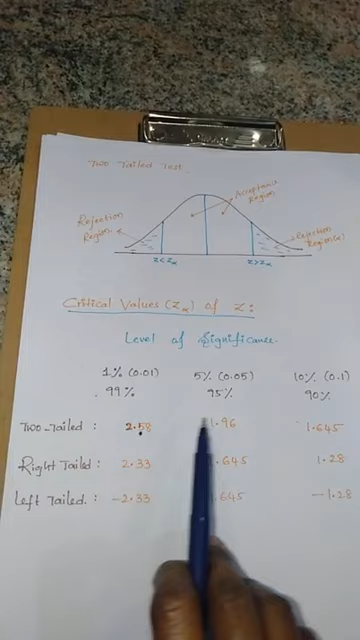 Two Tailed Test
Acceptance
Region
Rejection
Region
Rejection
Region(α)
Z<Zα
Z>Zα
Critical Values (Zα) of Z:
Level of Significance.
1% (0.01) 5% (0.05) 10% (0.1)
99% 95% 90%
Two-Tailed : 2.58 1.96 1.645
Right Tailed : 2.33 1.645 1.28
Left Tailed : -2.33 .645 -1.28